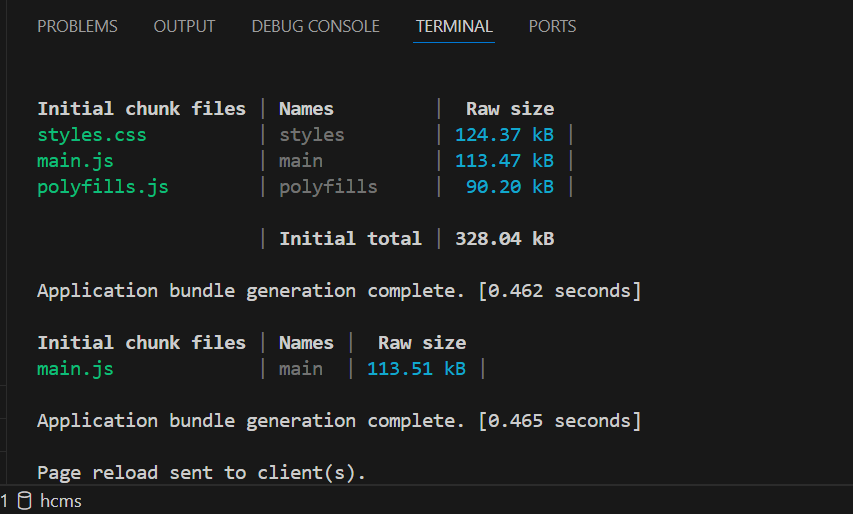 PROBLEMS OUTPUT DEBUG CONSOLE TERMINAL PORTS
Initial chunk files | Names | Raw size
styles.css | styles | 124.37 kB |
main.js | main | 113.47 kB |
polyfills.js | polyfills | 90.20 kB |
| Initial total | 328.04 kB
Application bundle generation complete. [0.462 seconds]
Initial chunk files | Names | Raw size
main.js | main | 113.51 kB |
Application bundle generation complete. [0.465 seconds]
Page reload sent to client(s).
1 hcms